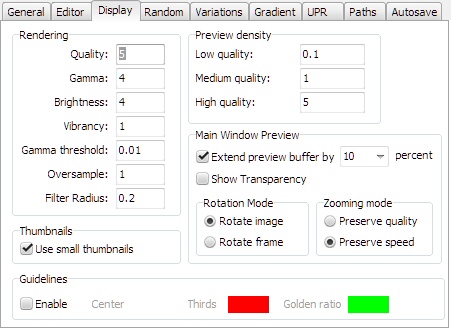 General Editor Display Random Variations Gradient UPR Paths Autosave
Rendering
Quality: 5
Gamma: 4
Brightness: 4
Vibrancy: 1
Gamma threshold: 0.01
Oversample: 1
Filter Radius: 0.2
Preview density
Low quality: 0.1
Medium quality: 1
High quality: 5
Main Window Preview
Extend preview buffer by 10 percent
Show Transparency
Rotation Mode
Rotate image
Rotate frame
Zooming mode
Preserve quality
Preserve speed
Thumbnails
Use small thumbnails
Guidelines
Enable Center Thirds Golden ratio